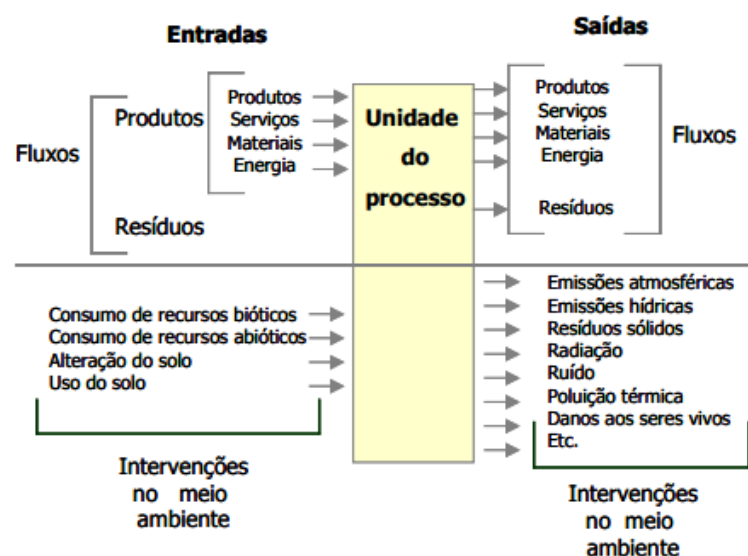 Entradas
Saídas
Fluxos
Produtos
Produtos
Serviços
Materiais
Energia
Resíduos
Unidade
do
processo
Produtos
Serviços
Materiais
Energia
Resíduos
Fluxos
Consumo de recursos bióticos
Consumo de recursos abióticos
Alteração do solo
Uso do solo
Intervenções
no meio
ambiente
Emissões atmosféricas
Emissões hídricas
Resíduos sólidos
Radiação
Ruído
Poluição térmica
Danos aos seres vivos
Etc.
Intervenções
no meio
ambiente